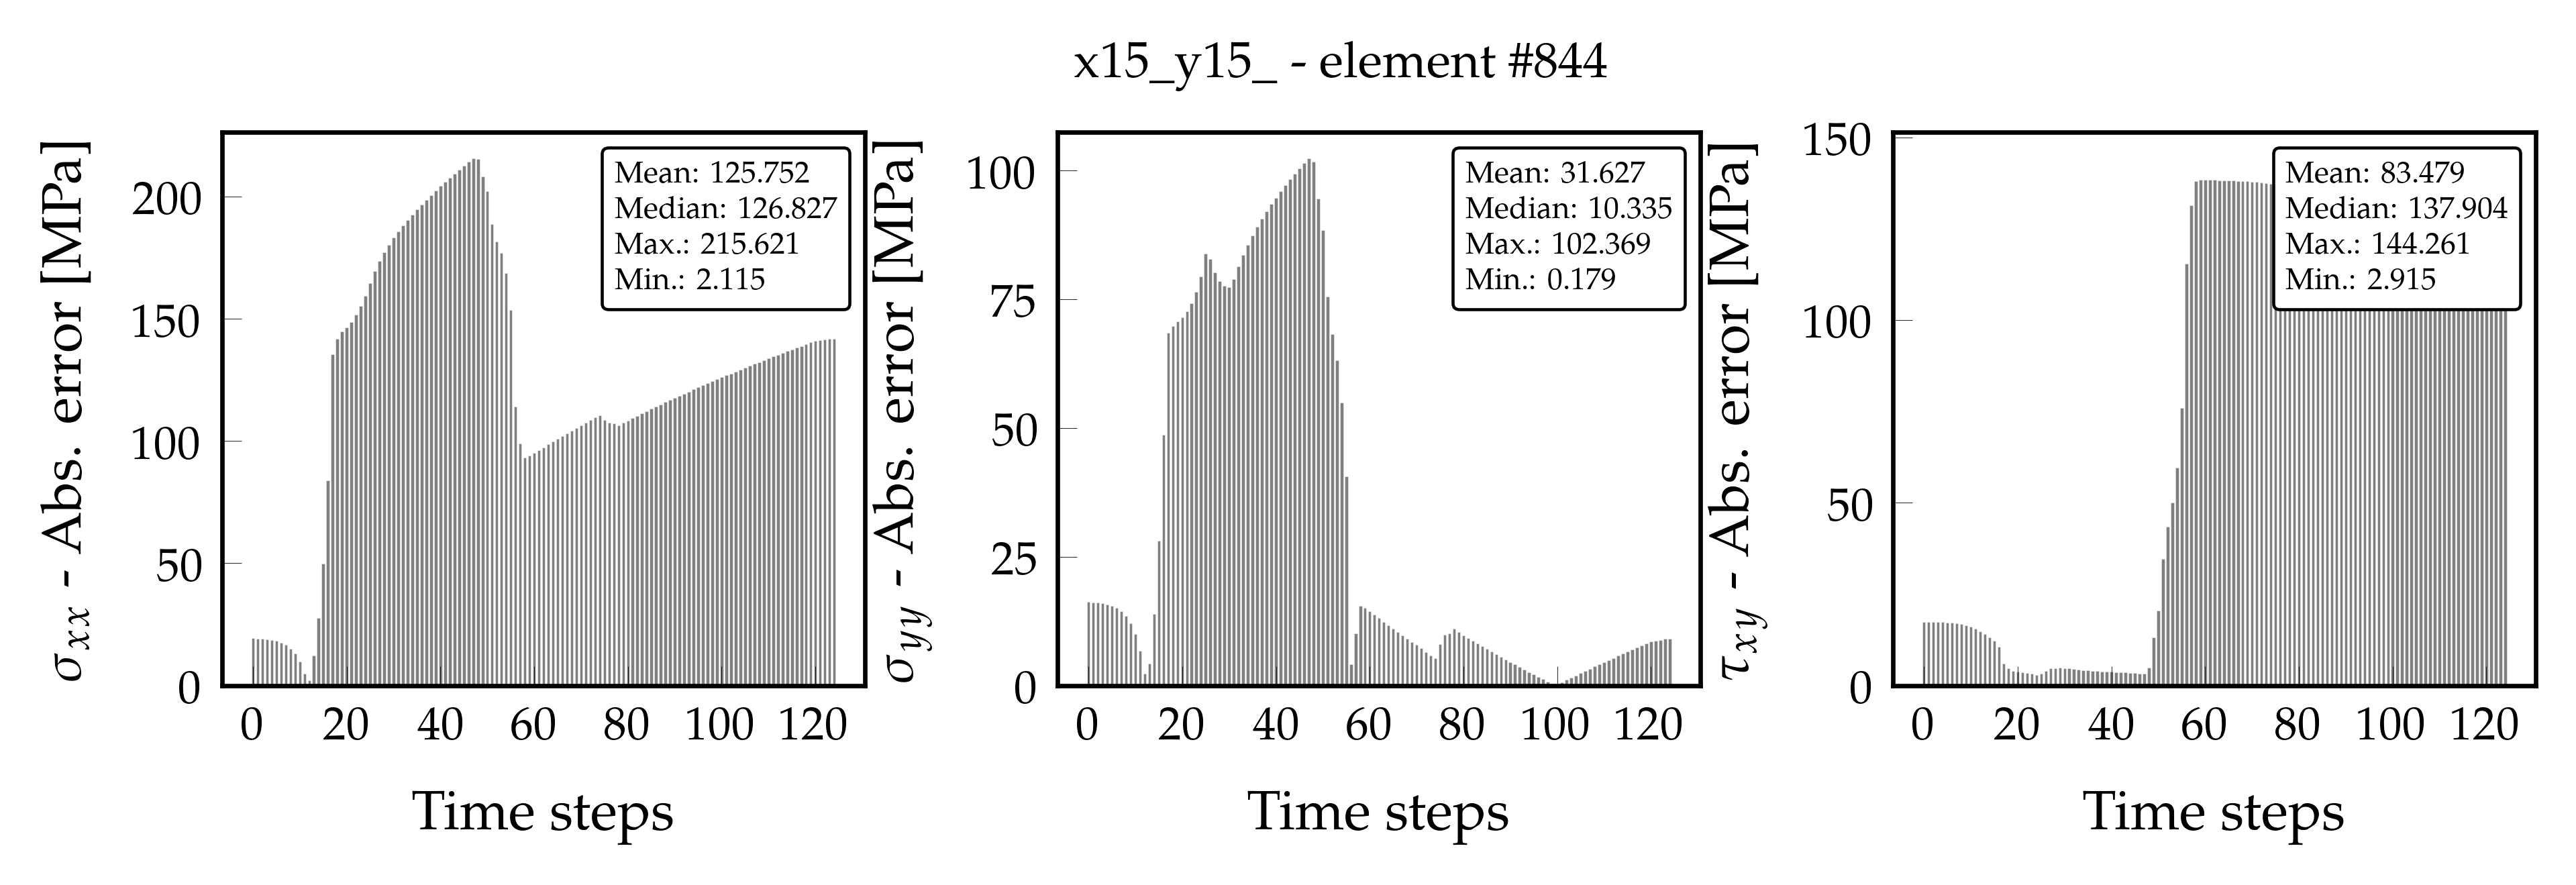 x15_y15_ - element #844
σxx - Abs. error [MPa]
200
150
100
50
0
Mean: 125.752
Median: 126.827
Max.: 215.621
Min.: 2.115
0 20 40 60 80 100 120
Time steps
σyy - Abs. error [MPa]
100
75
50
25
0
Mean: 31.627
Median: 10.335
Max.: 102.369
Min.: 0.179
0 20 40 60 80 100 120
Time steps
τxy - Abs. error [MPa]
150
100
50
0
Mean: 83.479
Median: 137.904
Max.: 144.261
Min.: 2.915
0 20 40 60 80 100 120
Time steps